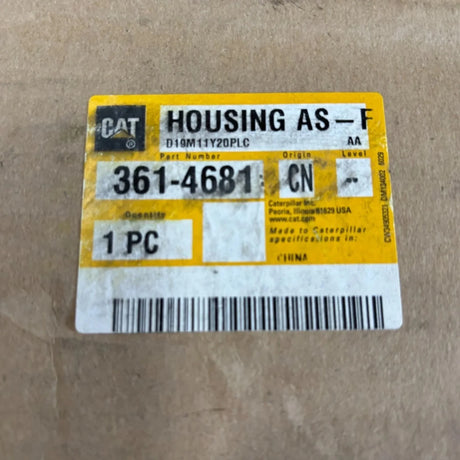 CAT HOUSING AS-F
D19M11Y20PLC AA
Part Number Origin Level
361-4681 CN -
Quantity
1 PC
Caterpillar Inc.
Peoria, Illinois 61629 USA
www.cat.com
Made to Caterpillar
specifications in:
CHINA